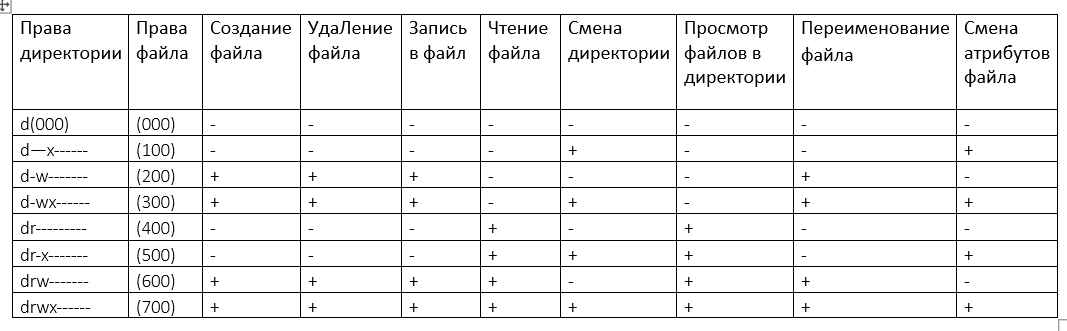 Права директории | Права файла | Создание файла | УдаЛение файла | Запись в файл | Чтение файла | Смена директории | Просмотр файлов в директории | Переименование файла | Смена атрибутов файла
d(000) | (000) | - | - | - | - | - | - | - | -
d—x------ | (100) | - | - | - | - | + | - | - | +
d-w------- | (200) | + | + | + | - | - | - | + | -
d-wx------ | (300) | + | + | + | - | + | - | + | +
dr--------- | (400) | - | - | - | + | - | + | - | -
dr-x------- | (500) | - | - | - | + | + | + | - | +
drw------- | (600) | + | + | + | + | - | + | + | -
drwx------ | (700) | + | + | + | + | + | + | + | +